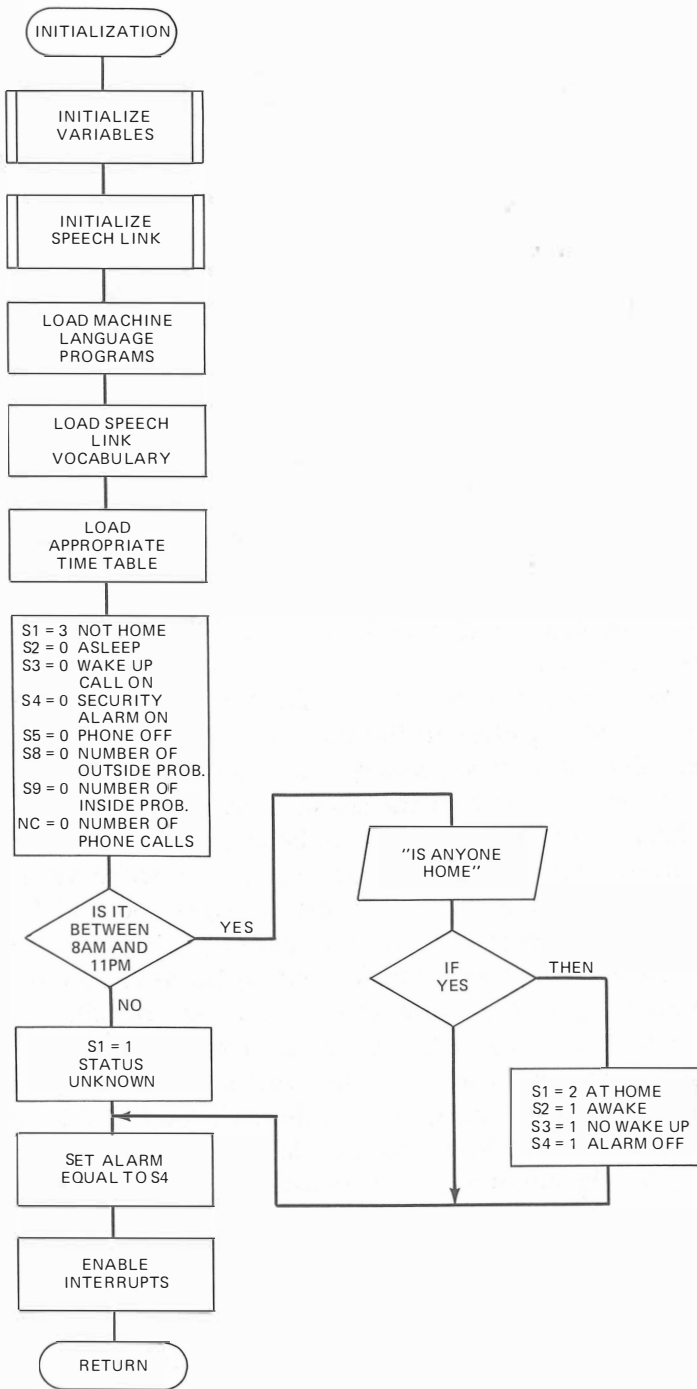 INITIALIZATION
INITIALIZE
VARIABLES
INITIALIZE
SPEECH LINK
LOAD MACHINE
LANGUAGE
PROGRAMS
LOAD SPEECH
LINK
VOCABULARY
LOAD
APPROPRIATE
TIME TABLE
S1 = 3 NOT HOME
S2 = 0 ASLEEP
S3 = 0 WAKE UP
CALL ON
S4 = 0 SECURITY
ALARM ON
S5 = 0 PHONE OFF
S8 = 0 NUMBER OF
OUTSIDE PROB.
S9 = 0 NUMBER OF
INSIDE PROB.
NC = 0 NUMBER OF
PHONE CALLS
IS IT
BETWEEN
8AM AND
11PM
YES
"IS ANYONE
HOME"
IF
YES
THEN
S1 = 2 AT HOME
S2 = 1 AWAKE
S3 = 1 NO WAKE UP
S4 = 1 ALARM OFF
NO
S1 = 1
STATUS
UNKNOWN
SET ALARM
EQUAL TO S4
ENABLE
INTERRUPTS
RETURN